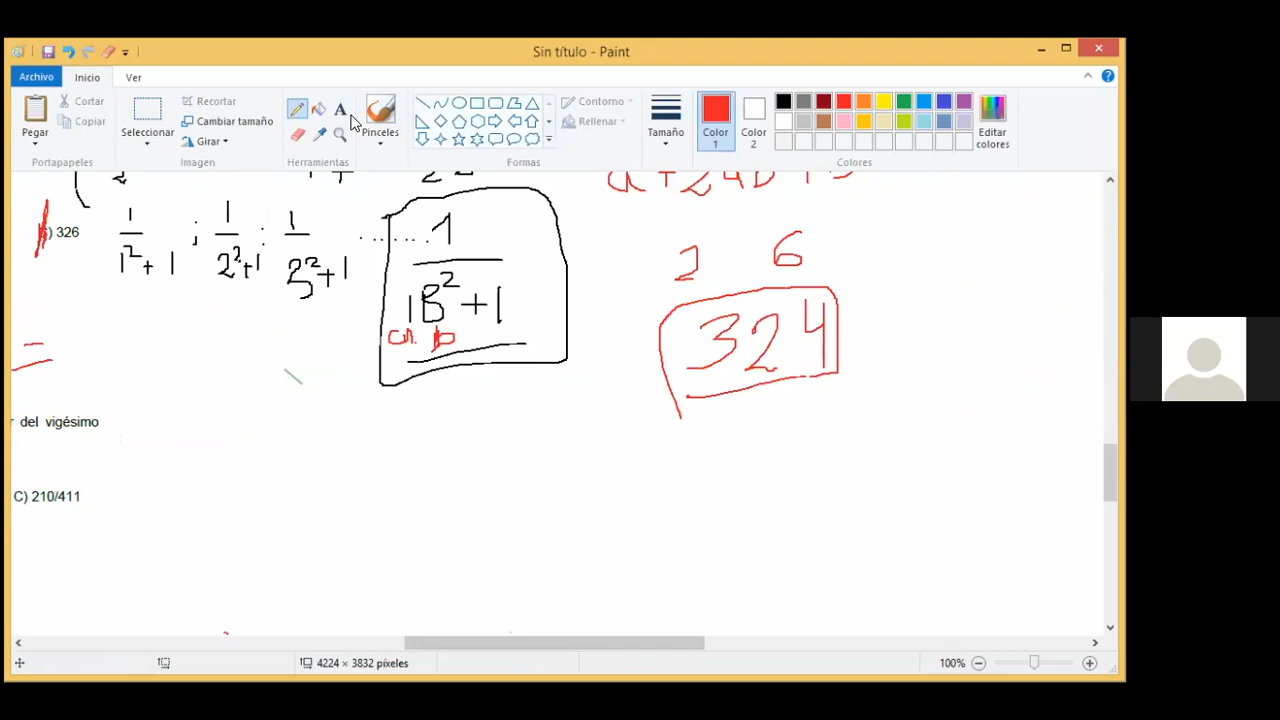 Sin título - Paint
Archivo Inicio Ver
Pegar
Cortar
Copiar
Portapapeles
Seleccionar
Recortar
Cambiar tamaño
Girar
Imagen
A
Herramientas
Pinceles
Contorno
Rellenar
Formas
Tamaño
Color 1
Color 2
Editar colores
Colores
) 326
1/1²+1 ; 1/2²+1 ; 1/3²+1 ........ 1/18²+1
a b
2 6
324
r del vigésimo
C) 210/411
4224 × 3832 píxeles
100%